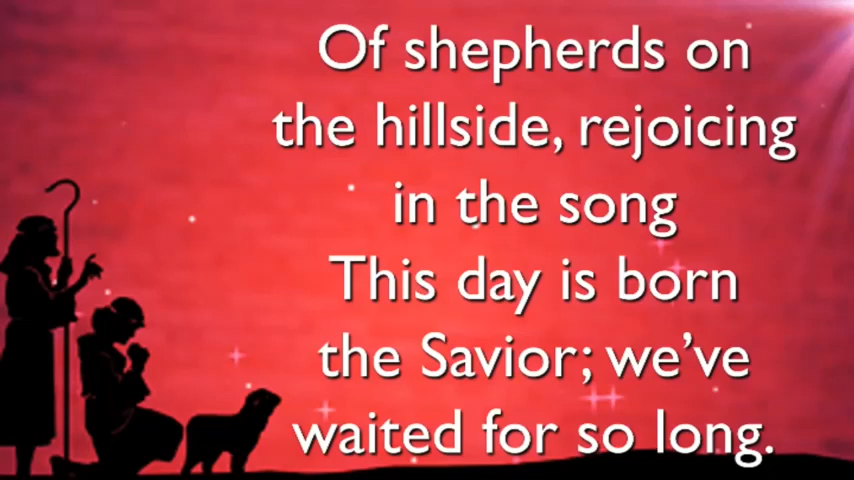 Of shepherds on
the hillside, rejoicing
in the song
This day is born
the Savior; we’ve
waited for so long.